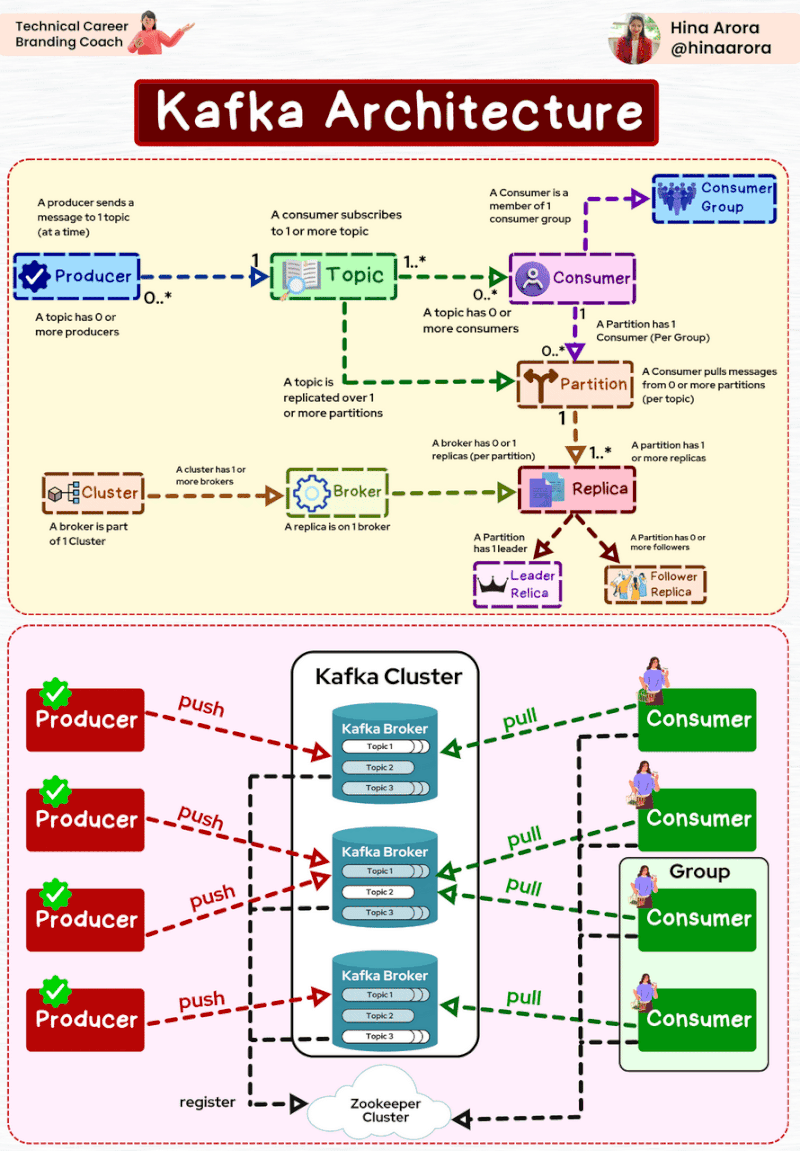 Technical Career
Branding Coach
Hina Arora
@hinaarora
Kafka Architecture
A producer sends a
message to 1 topic
(at a time)
A consumer subscribes
to 1 or more topic
A Consumer is a
member of 1
consumer group
Consumer
Group
Producer
1
Topic
1..*
Consumer
0..*
0..*
A topic has 0 or
more producers
A topic has 0 or
more consumers
1
A Partition has 1
Consumer (Per Group)
0..*
A topic is
replicated over 1
or more partitions
Partition
A Consumer pulls messages
from 0 or more partitions
(per topic)
1
A broker has 0 or 1
replicas (per partition)
1..*
A partition has 1
or more replicas
A cluster has 1 or
more brokers
Cluster
Broker
Replica
A broker is part
of 1 Cluster
A replica is on 1 broker
A Partition
has 1 leader
A Partition has 0 or
more followers
Leader
Relica
Follower
Replica
Kafka Cluster
Producer
push
Kafka Broker
Topic 1
Topic 2
Topic 3
pull
Consumer
Producer
push
Kafka Broker
Topic 1
Topic 2
Topic 3
pull
Consumer
Group
Producer
push
pull
Consumer
Producer
push
Kafka Broker
Topic 1
Topic 2
Topic 3
pull
Consumer
register
Zookeeper
Cluster